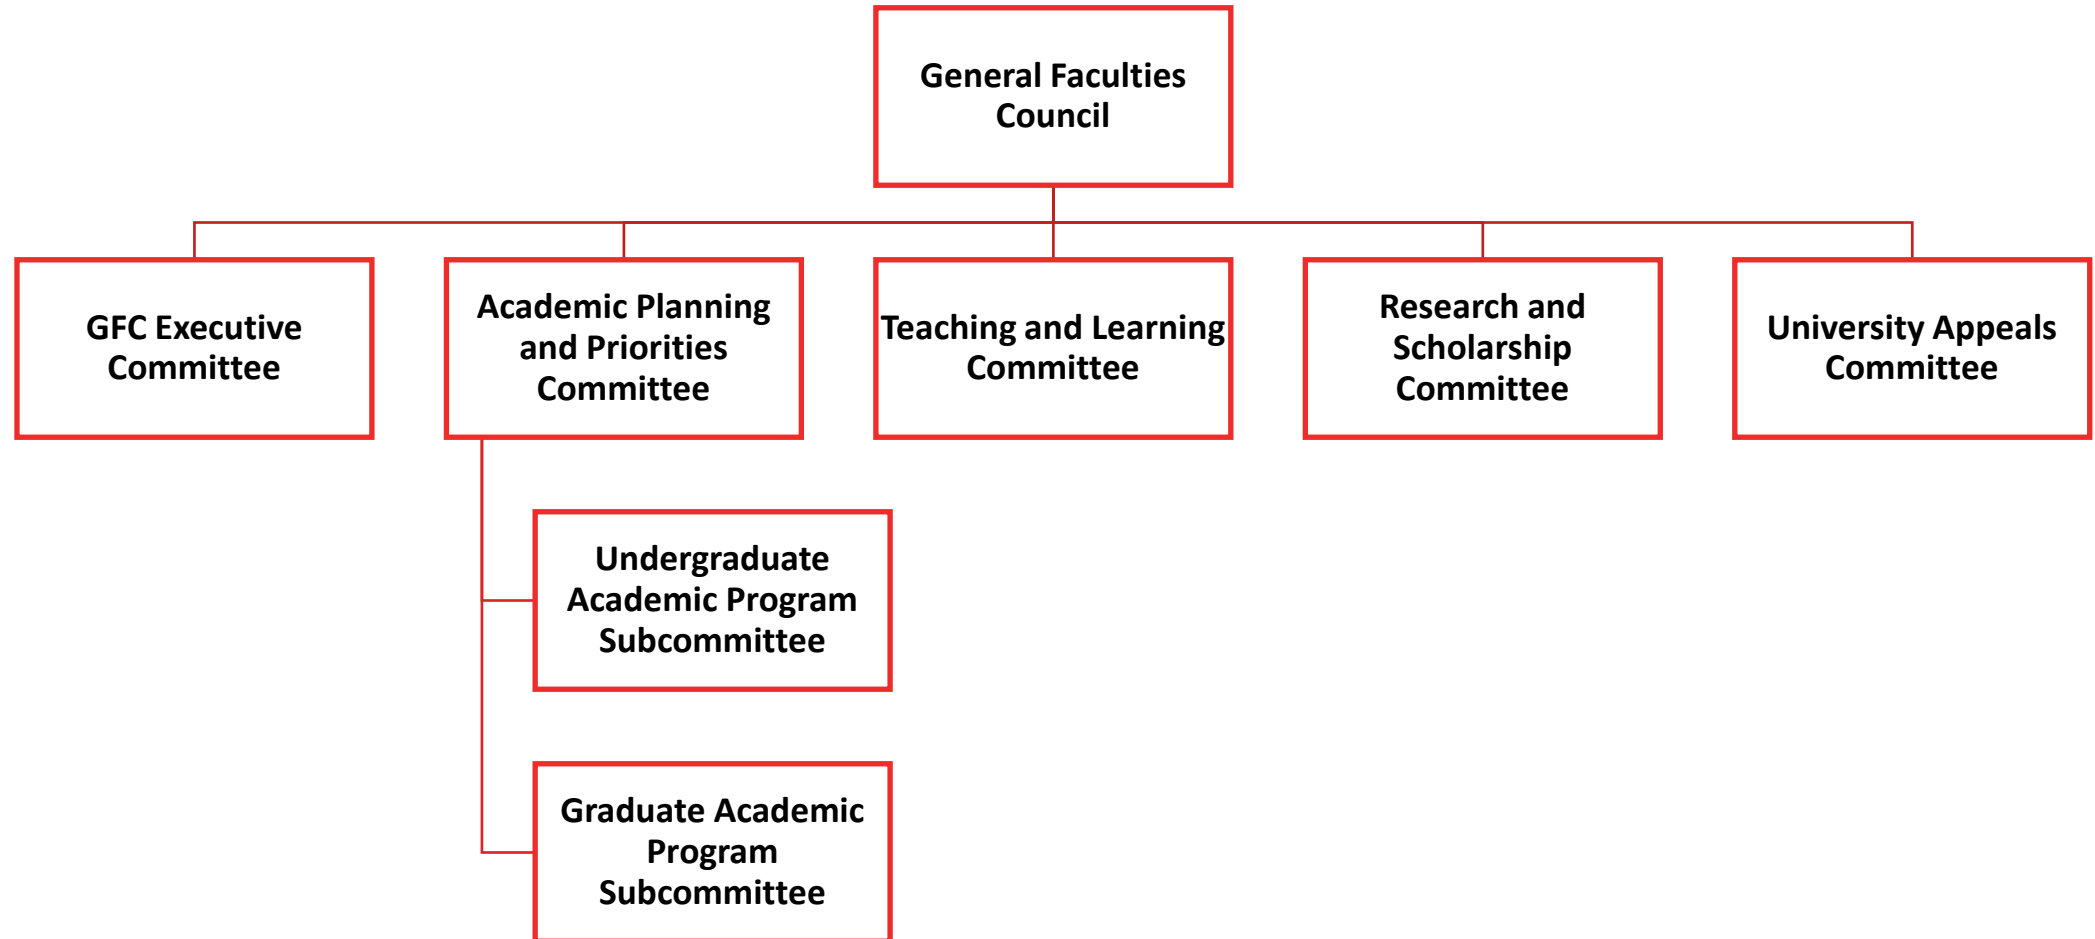 General Faculties
Council
GFC Executive
Committee
Academic Planning
and Priorities
Committee
Teaching and Learning
Committee
Research and
Scholarship
Committee
University Appeals
Committee
Undergraduate
Academic Program
Subcommittee
Graduate Academic
Program
Subcommittee